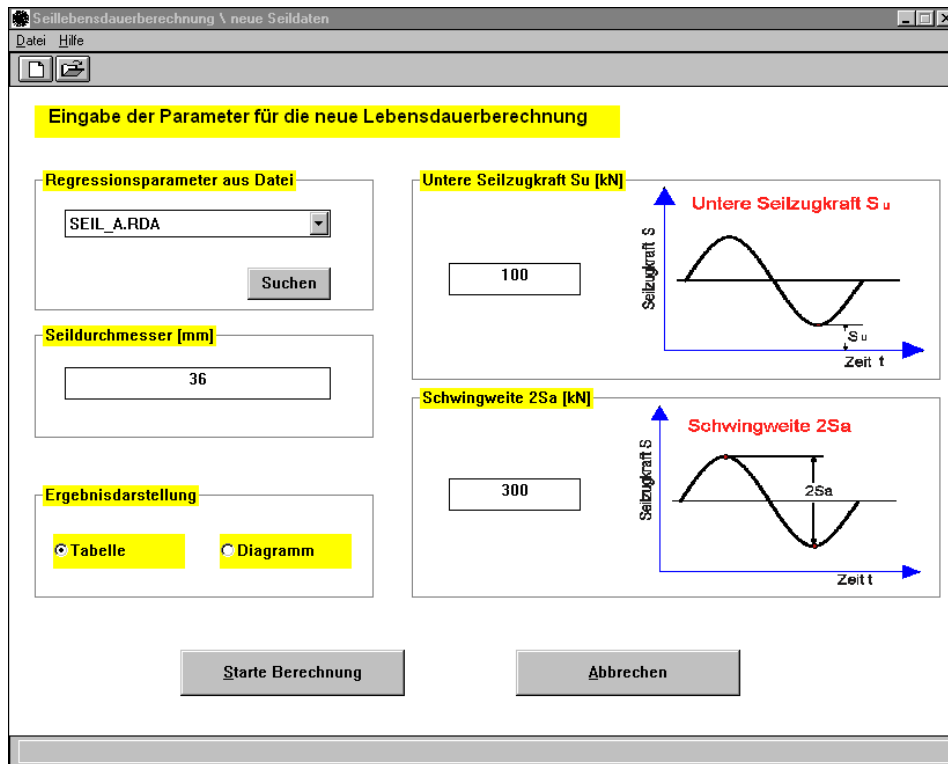 Seillebensdauerberechnung \ neue Seildaten
Datei Hilfe
Eingabe der Parameter für die neue Lebensdauerberechnung
Regressionsparameter aus Datei
SEIL_A.RDA
Suchen
Seildurchmesser [mm]
36
Ergebnisdarstellung
Tabelle
Diagramm
Untere Seilzugkraft Su [kN]
100
Untere Seilzugkraft Su
Seilzugkraft S
Su
Zeit t
Schwingweite 2Sa [kN]
300
Schwingweite 2Sa
Seilzugkraft S
2Sa
Zeit t
Starte Berechnung
Abbrechen